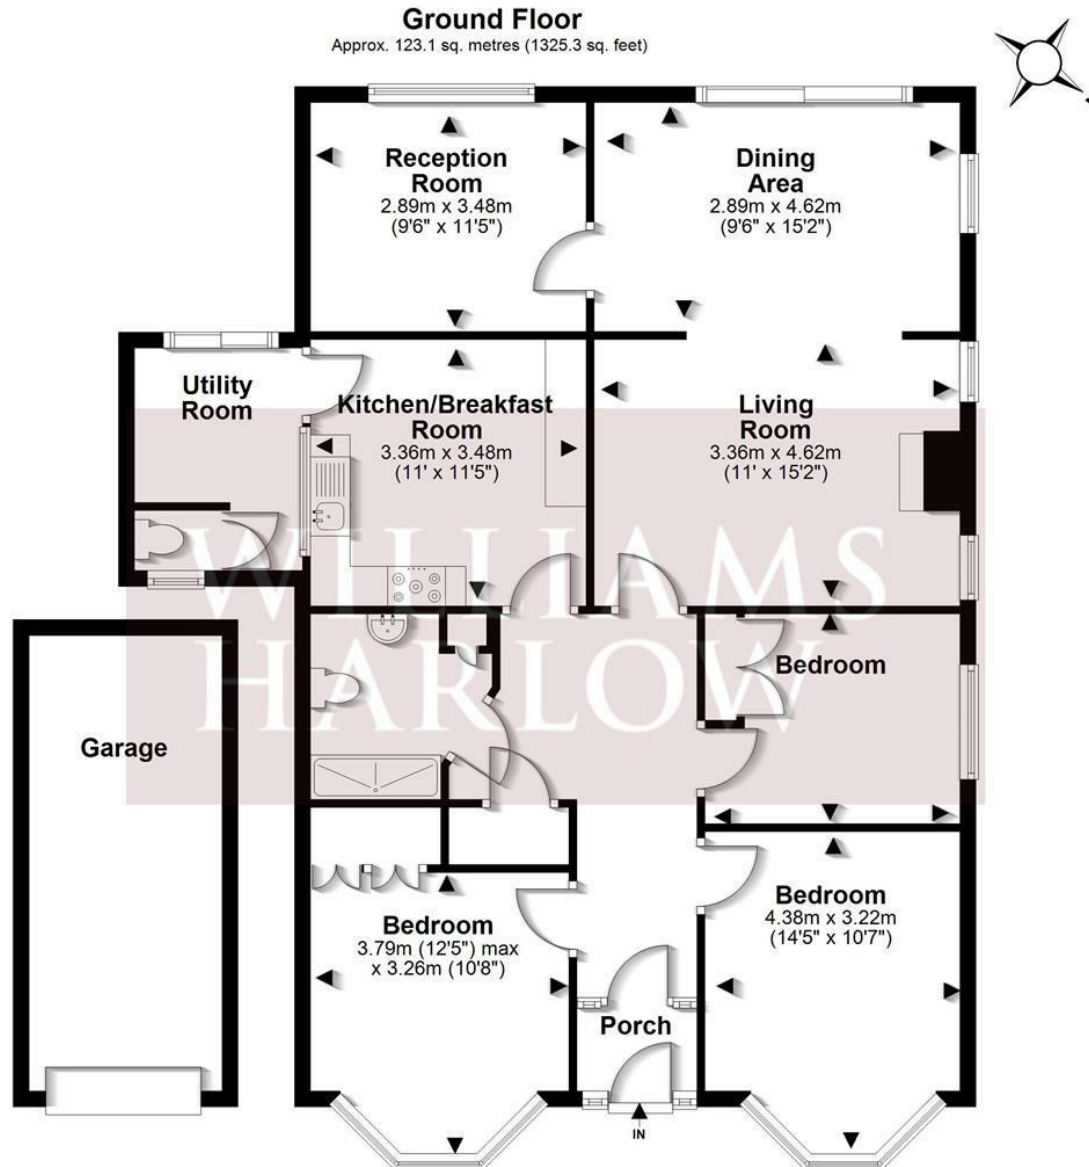 Ground Floor
Approx. 123.1 sq. metres (1325.3 sq. feet)
Reception
Room
2.89m x 3.48m
(9'6" x 11'5")
Dining
Area
2.89m x 4.62m
(9'6" x 15'2")
Utility
Room
Kitchen/Breakfast
Room
3.36m x 3.48m
(11' x 11'5")
Living
Room
3.36m x 4.62m
(11' x 15'2")
WILLIAMS
HARLOW
Bedroom
Garage
Bedroom
3.79m (12'5") max
x 3.26m (10'8")
Bedroom
4.38m x 3.22m
(14'5" x 10'7")
Porch
IN